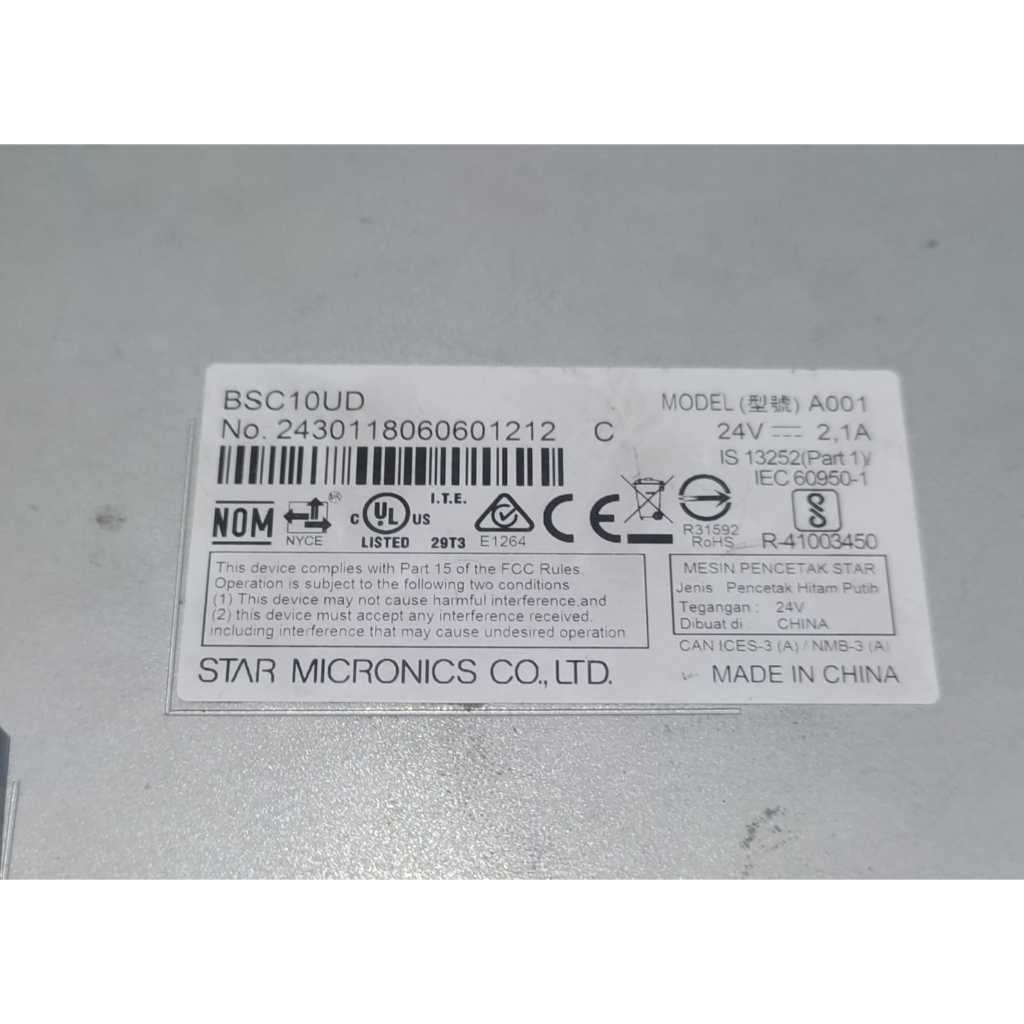 BSC10UD
MODEL (型號) A001
No. 2430118060601212 C
24V ⎓ 2,1A
IS 13252(Part 1)/
IEC 60950-1
NOM
NYCE
C UL US
LISTED
I.T.E.
29T3
E1264
CE
R31592
RoHS
R-41003450
This device complies with Part 15 of the FCC Rules.
Operation is subject to the following two conditions
(1) This device may not cause harmful interference,and
(2) this device must accept any interference received.
including interference that may cause undesired operation
MESIN PENCETAK STAR
Jenis Pencetak Hitam Putih
Tegangan : 24V
Dibuat di : CHINA
CAN ICES-3 (A) / NMB-3 (A)
STAR MICRONICS CO., LTD.
MADE IN CHINA